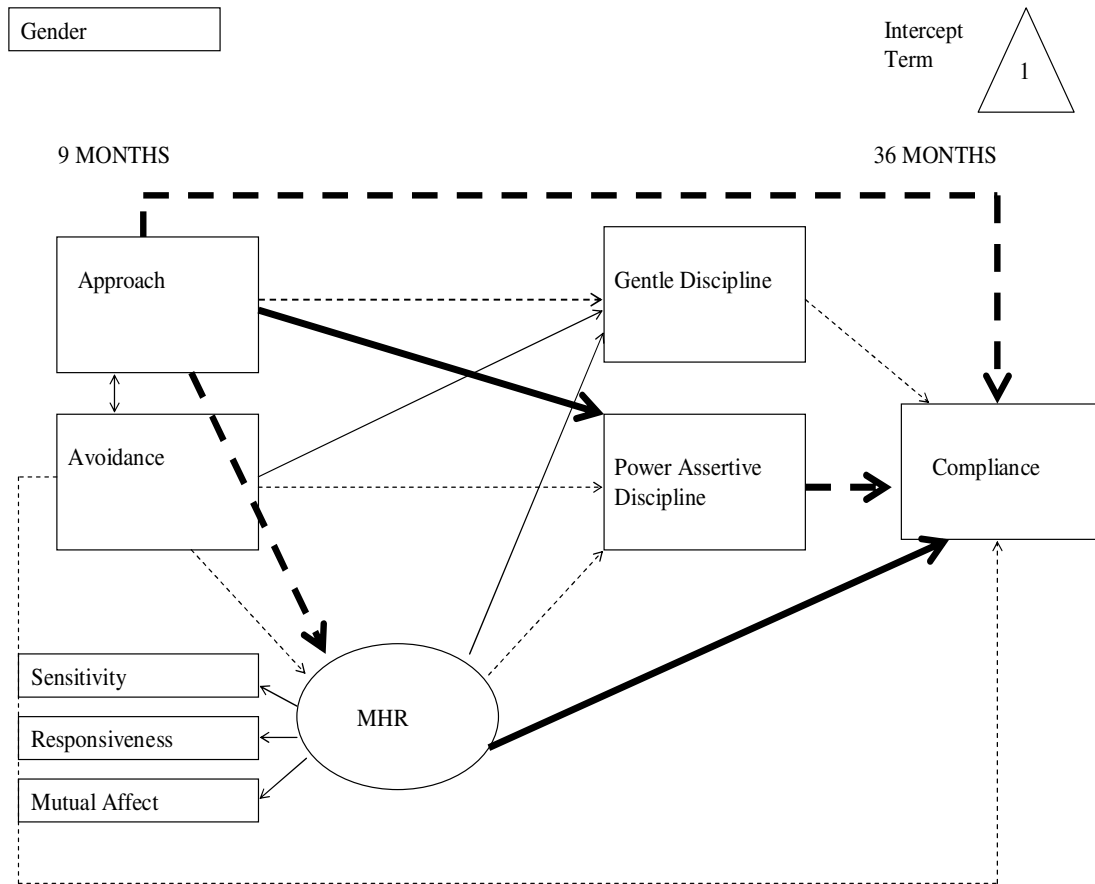 Gender
Intercept
Term
1
9 MONTHS
36 MONTHS
Approach
Gentle Discipline
Avoidance
Power Assertive
Discipline
Compliance
Sensitivity
MHR
Responsiveness
Mutual Affect